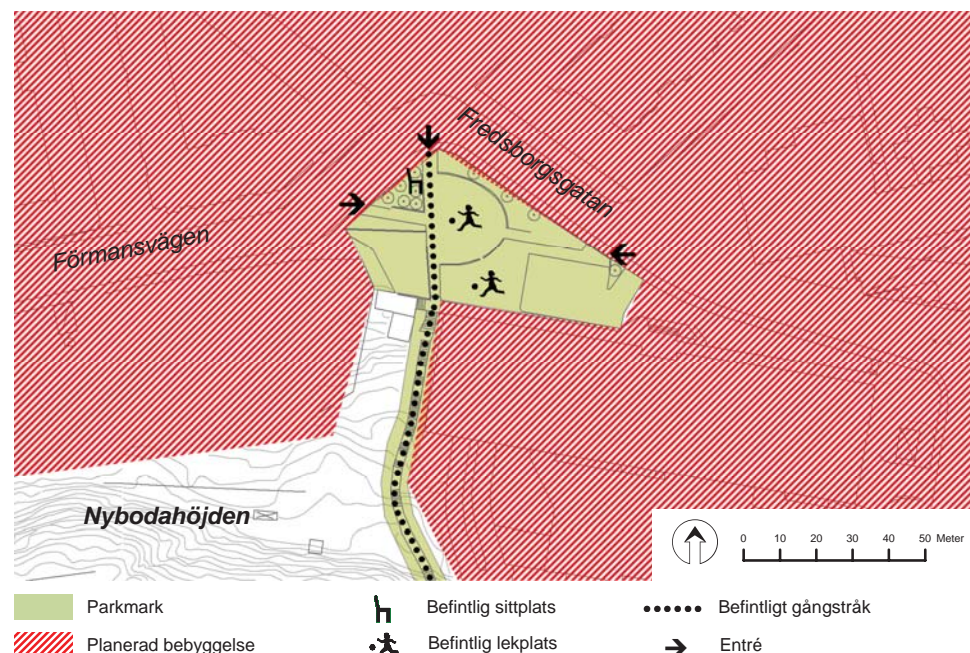 Fredsborgsgatan
Förmansvägen
Nybodahöjden
0 10 20 30 40 50 Meter
Parkmark
Befintlig sittplats
Befintligt gångstråk
Planerad bebyggelse
Befintlig lekplats
Entré